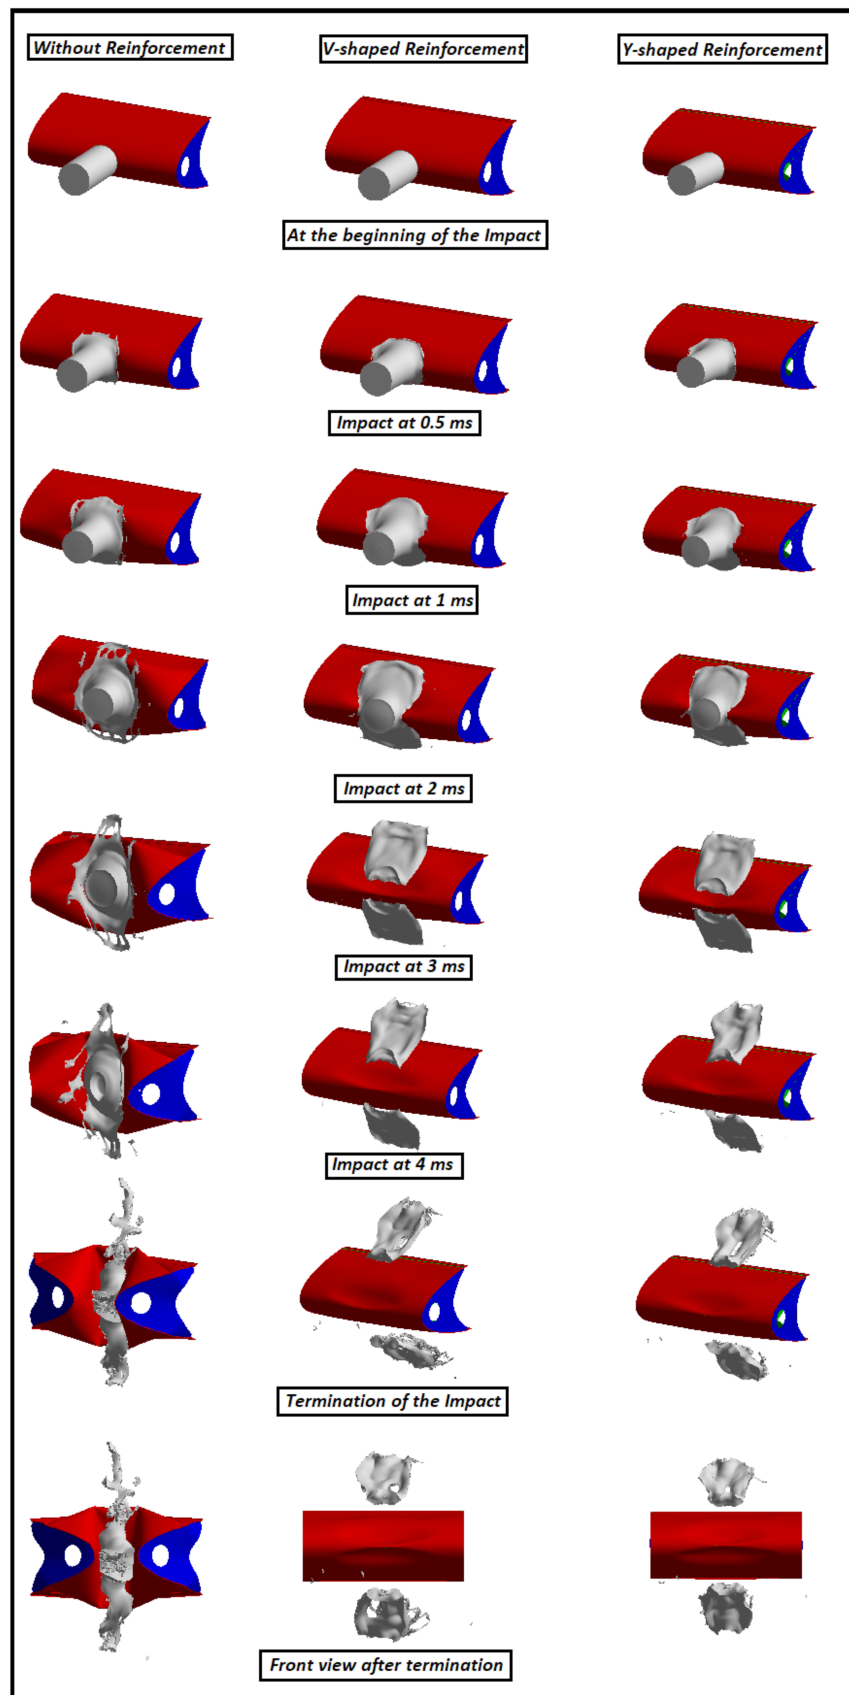 Without Reinforcement
V-shaped Reinforcement
Y-shaped Reinforcement
At the beginning of the Impact
Impact at 0.5 ms
Impact at 1 ms
Impact at 2 ms
Impact at 3 ms
Impact at 4 ms
Termination of the Impact
Front view after termination